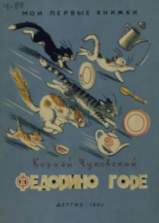 МОИ ПЕРВЫЕ КНИЖКИ
Корней Чуковский
ФЕДОРИНО ГОРЕ
ДЕТГИЗ